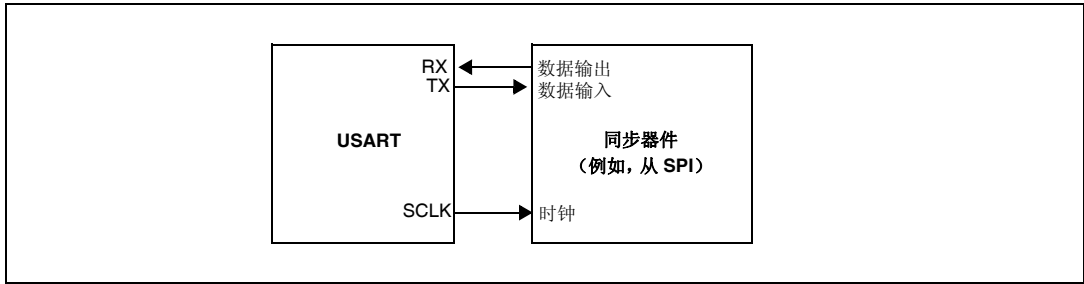 RX
TX
数据输出
数据输入
USART
同步器件
（例如，从 SPI）
SCLK
时钟